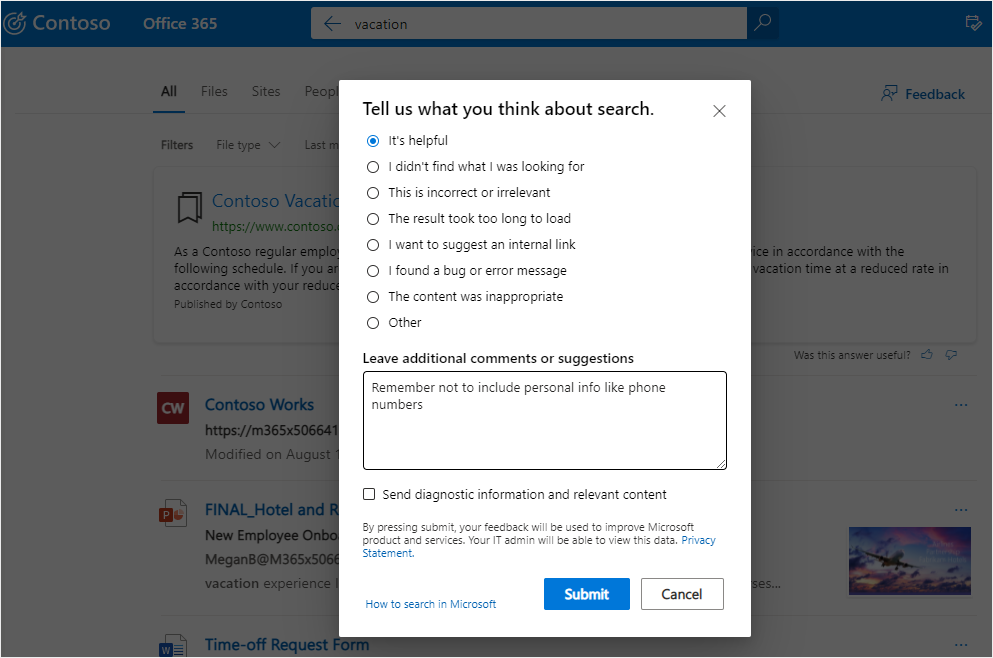 Contoso Office 365 vacation
All Files Sites Peopl
Feedback
Filters File type Last m
Contoso Vacatio
https://www.contoso.
As a Contoso regular employ
vice in accordance with the
following schedule. If you ar
vacation time at a reduced rate in
accordance with your reduce
Published by Contoso
Was this answer useful?
CW
Contoso Works
https://m365x506641
Modified on August 1
FINAL_Hotel and R
New Employee Onbo
MeganB@M365x5066
vacation experience I
ses...
Time-off Request Form
Tell us what you think about search.
It's helpful
I didn't find what I was looking for
This is incorrect or irrelevant
The result took too long to load
I want to suggest an internal link
I found a bug or error message
The content was inappropriate
Other
Leave additional comments or suggestions
Remember not to include personal info like phone
numbers
Send diagnostic information and relevant content
By pressing submit, your feedback will be used to improve Microsoft
product and services. Your IT admin will be able to view this data. Privacy
Statement.
How to search in Microsoft
Submit Cancel